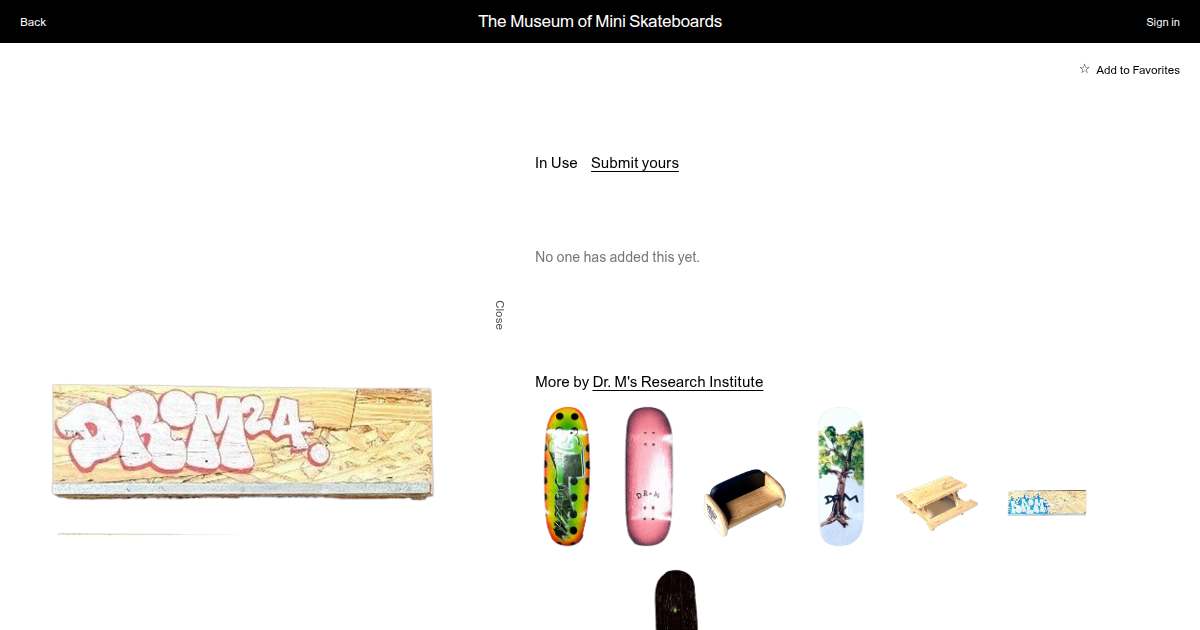 Back
The Museum of Mini Skateboards
Sign in
☆ Add to Favorites
In Use Submit yours
No one has added this yet.
Close
More by Dr. M's Research Institute
DRM24.
DRM